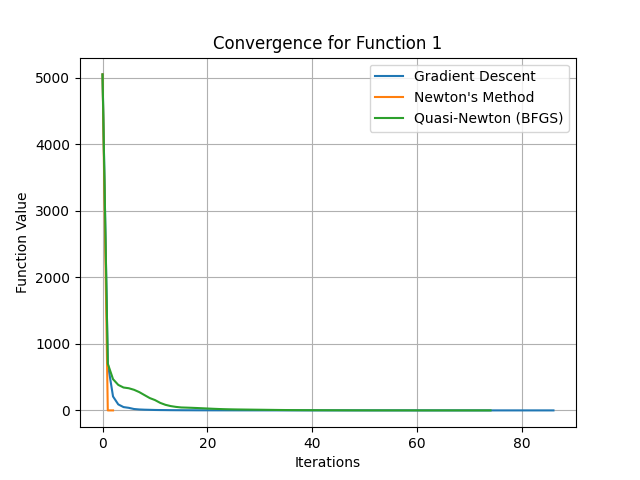 Convergence for Function 1
Gradient Descent
Newton's Method
Quasi-Newton (BFGS)
Function Value
5000
4000
3000
2000
1000
0
0 20 40 60 80
Iterations